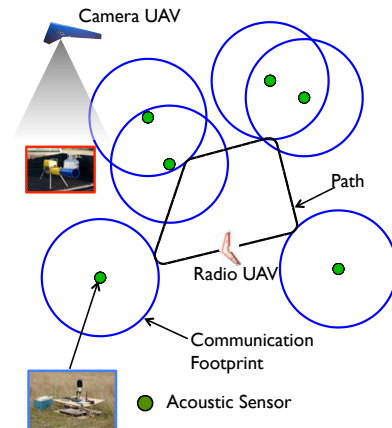 Camera UAV
Path
Radio UAV
Communication
Footprint
Acoustic Sensor